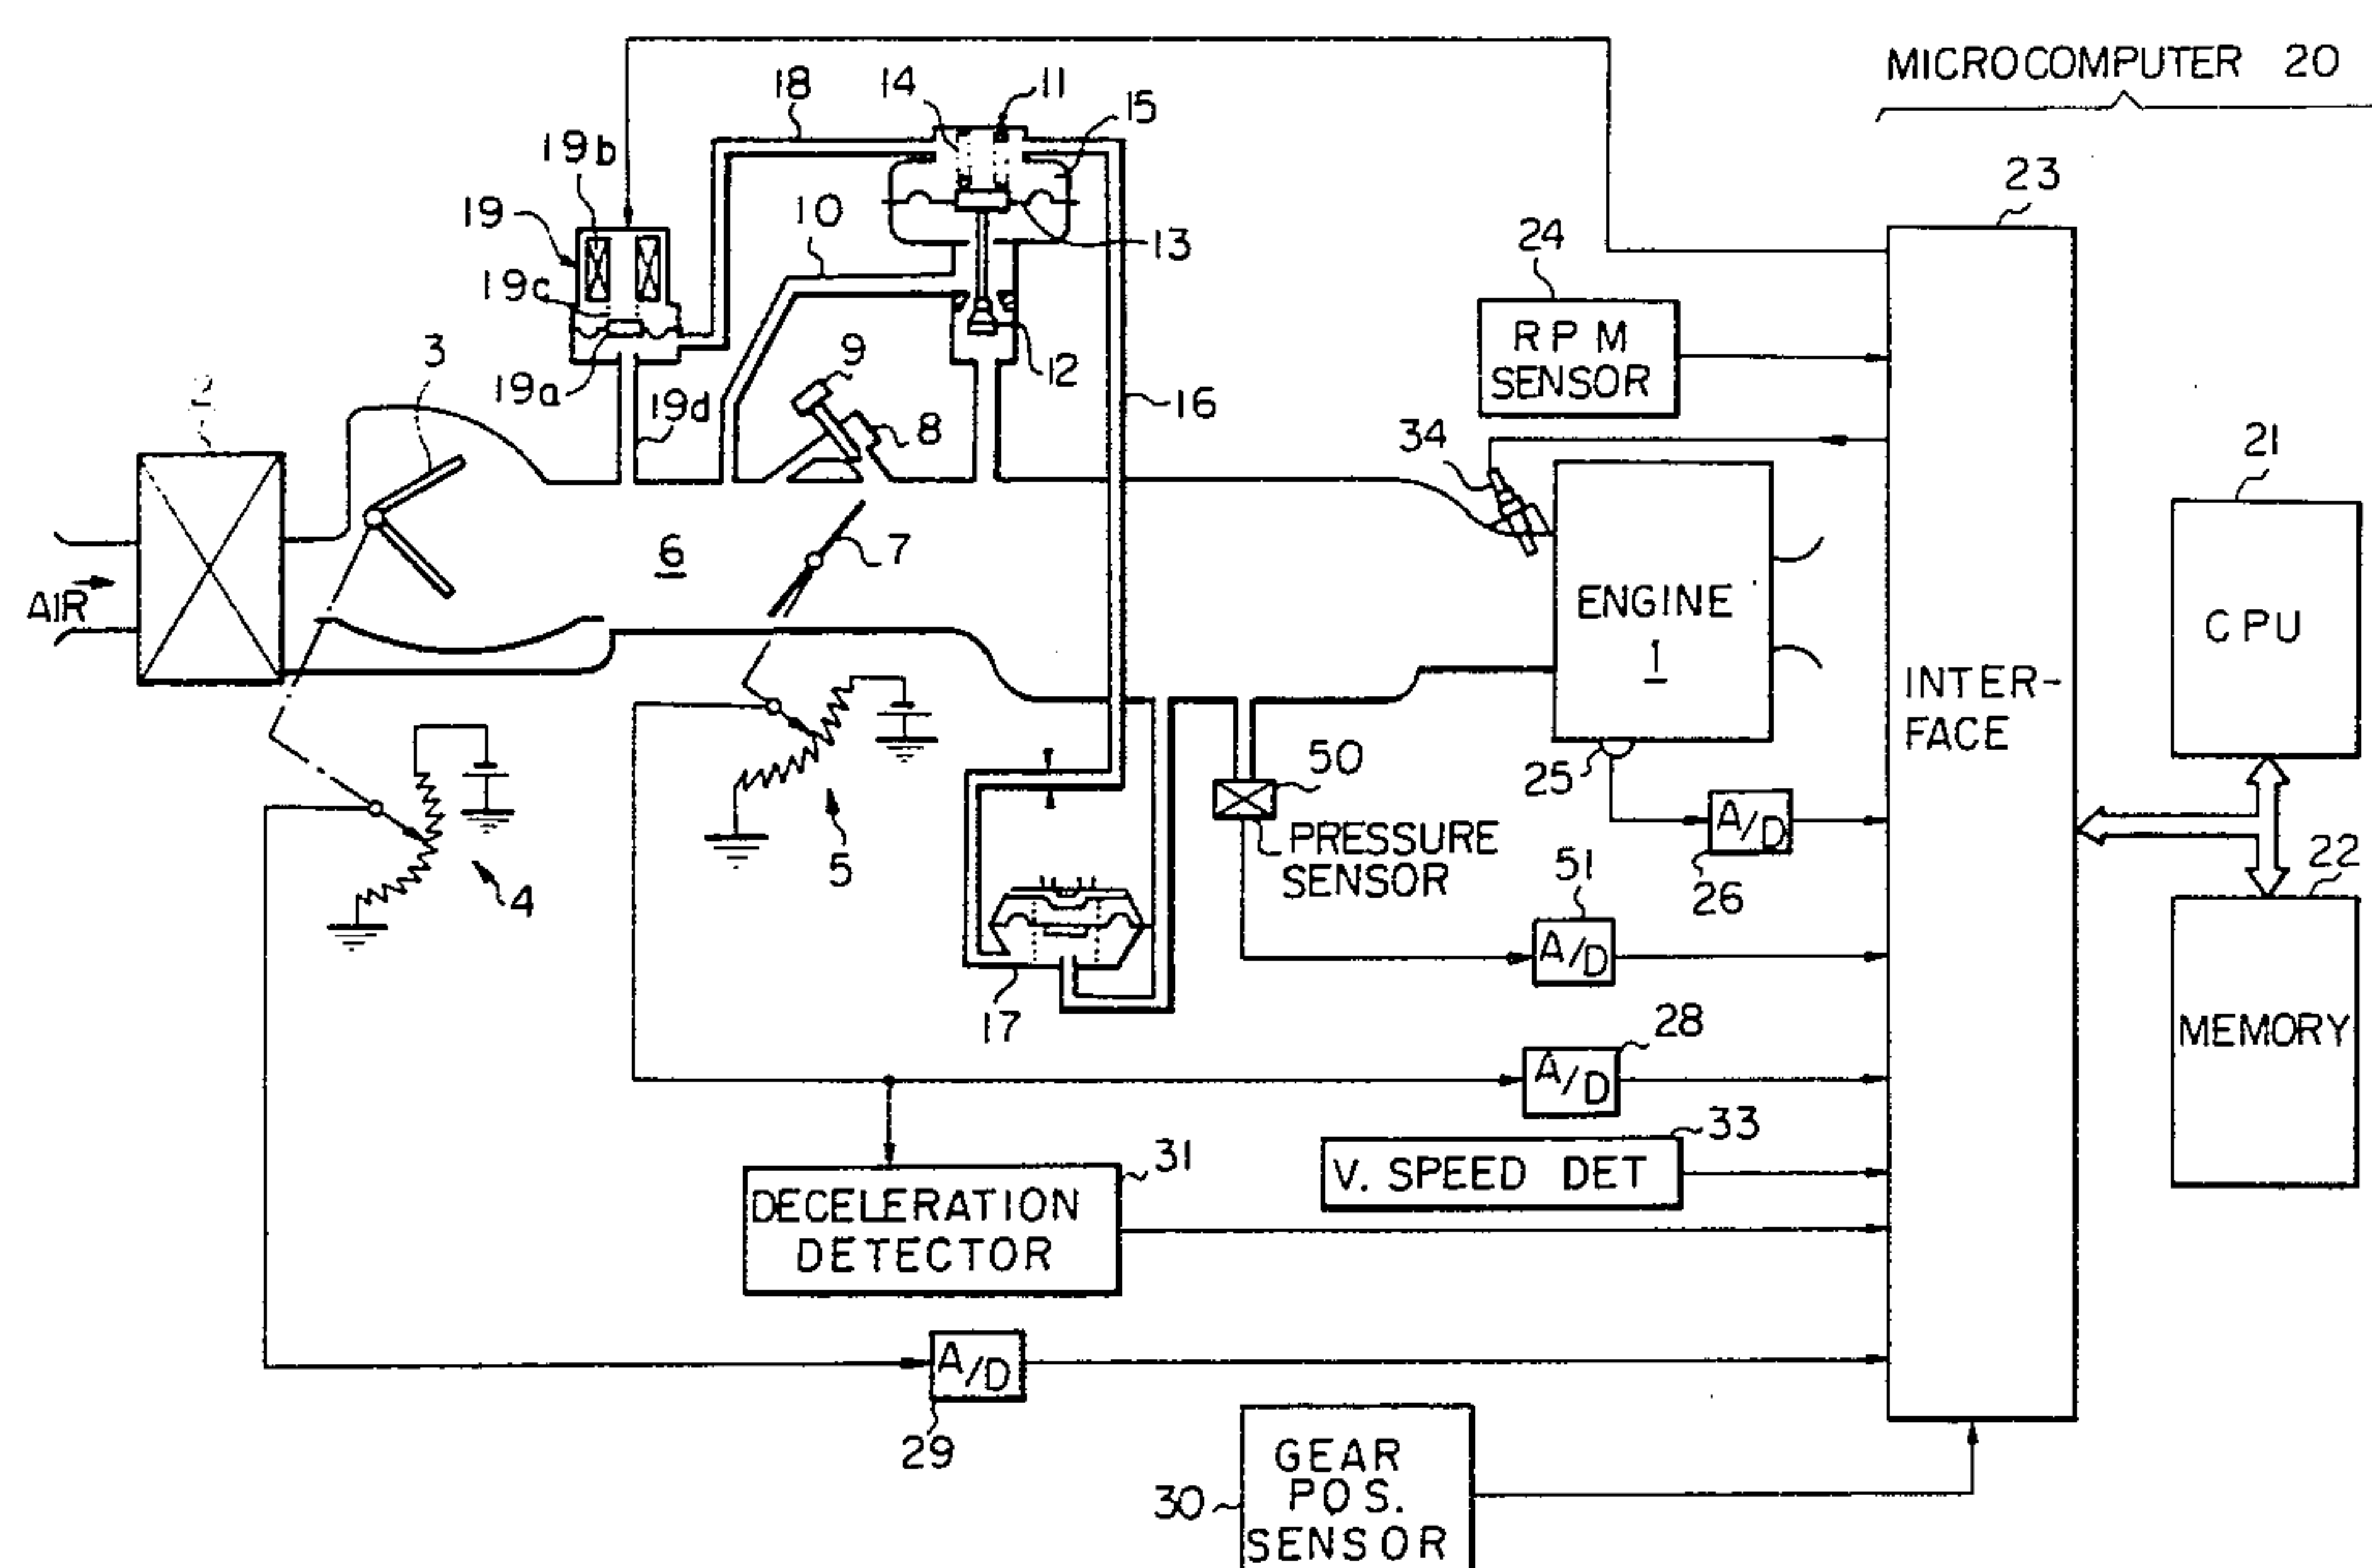 MICROCOMPUTER 20
18
14
11
15
19b
19
10
19c
13
23
24
RPM
SENSOR
3
9
12
2
19a
19d
8
16
34
21
6
7
AIR
ENGINE
1
CPU
INTER-
FACE
25
50
PRESSURE
SENSOR
A/D
26
22
5
4
51
A/D
MEMORY
17
28
A/D
33
V. SPEED DET
31
DECELERATION
DETECTOR
A/D
29
30
GEAR
POS.
SENSOR